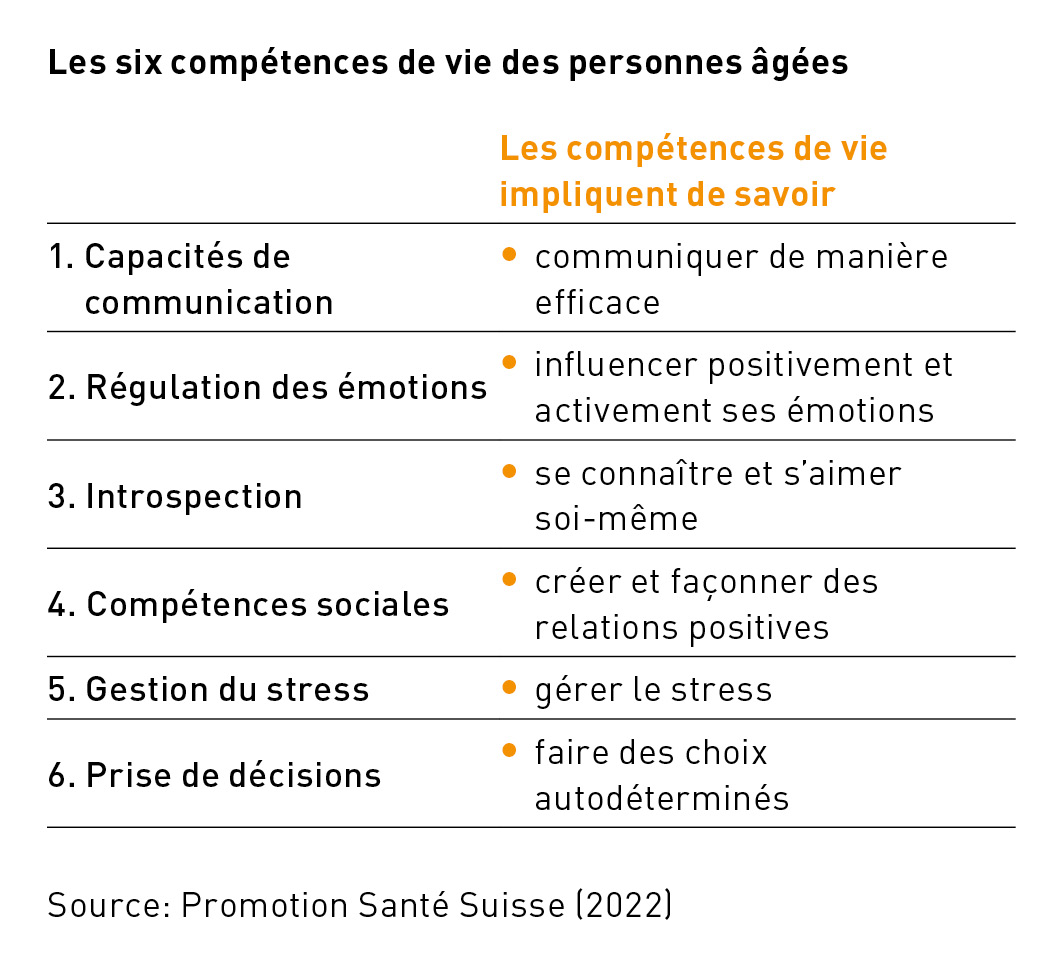 Les six compétences de vie des personnes âgées
Les compétences de vie
impliquent de savoir
1. Capacités de
communication
• communiquer de manière
efficace
2. Régulation des émotions
• influencer positivement et
activement ses émotions
3. Introspection
• se connaître et s’aimer
soi-même
4. Compétences sociales
• créer et façonner des
relations positives
5. Gestion du stress
• gérer le stress
6. Prise de décisions
• faire des choix
autodéterminés
Source: Promotion Santé Suisse (2022)